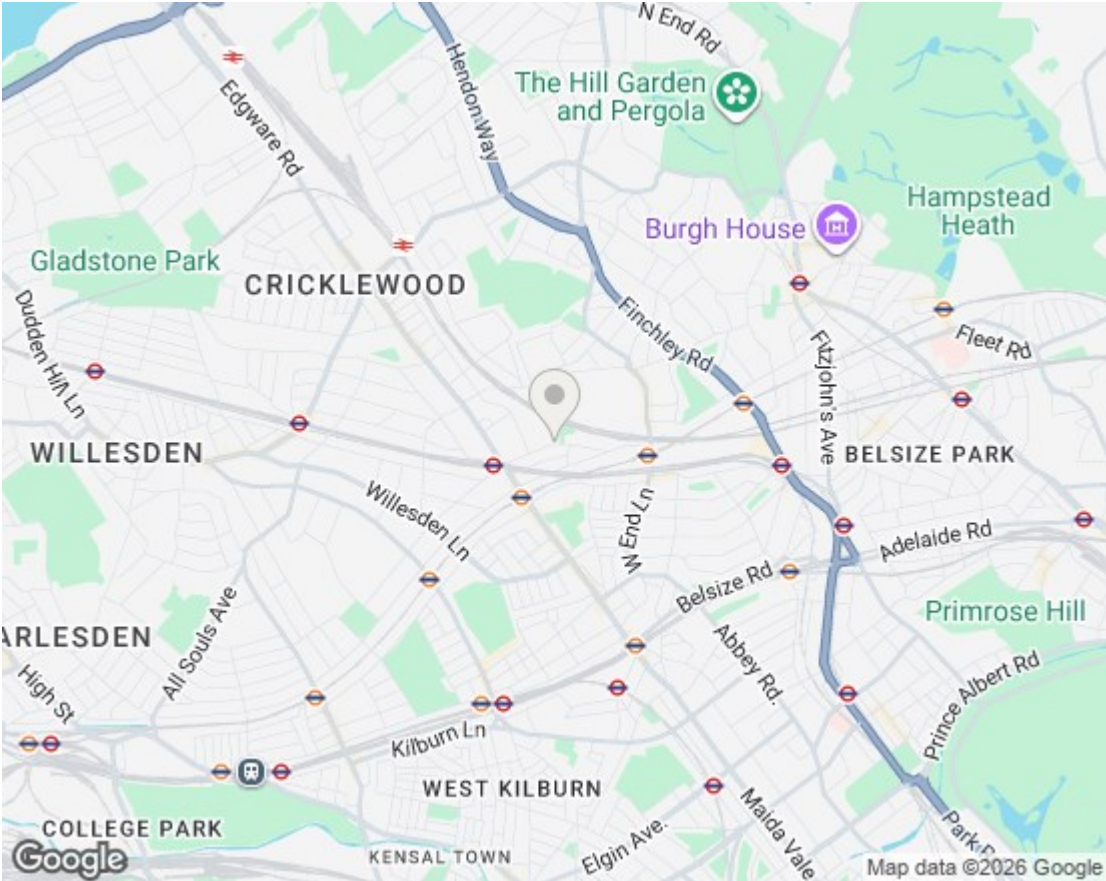 N End Rd
The Hill Garden
and Pergola
Hendon Way
Edgware Rd
Hampstead
Heath
Burgh House
Gladstone Park
CRICKLEWOOD
Dudden Hill Ln
Finchley Rd
Fitzjohn's Ave
Fleet Rd
WILLESDEN
BELSIZE PARK
Willesden Ln
W End Ln
Adelaide Rd
Belsize Rd
Primrose Hill
ARLESDEN
All Souls Ave
Abbey Rd.
High St
Prince Albert Rd
Kilburn Ln
WEST KILBURN
Maida Vale
Park R
COLLEGE PARK
Elgin Ave.
KENSAL TOWN
Google
Map data ©2026 Google